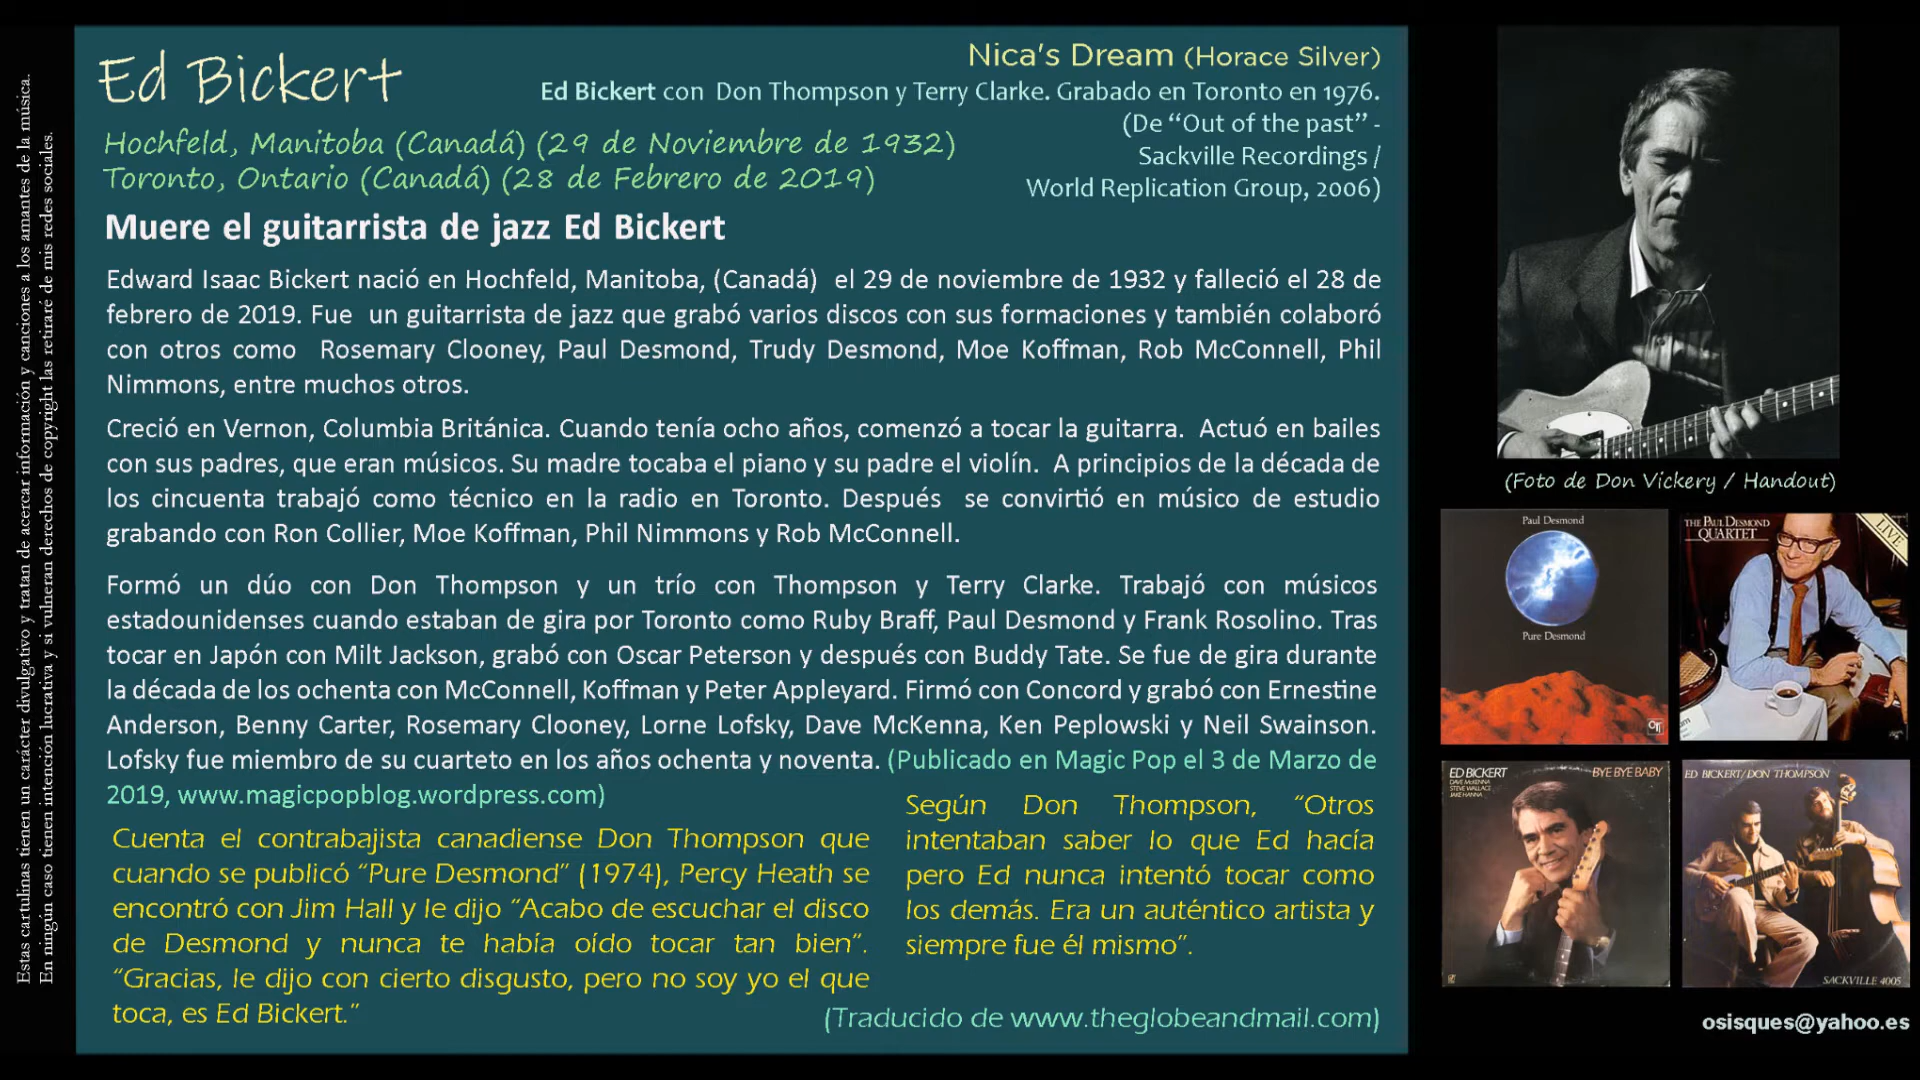 Estas cartulinas tienen un carácter divulgativo y tratan de acercar información y canciones a los amantes de la música.
En ningún caso tienen intención lucrativa y si vulneran derechos de copyright las retiraré de mis redes sociales.
Ed Bickert
Nica's Dream (Horace Silver)
Ed Bickert con Don Thompson y Terry Clarke. Grabado en Toronto en 1976.
(De “Out of the past” -
Sackville Recordings /
World Replication Group, 2006)
Hochfeld, Manitoba (Canadá) (29 de Noviembre de 1932)
Toronto, Ontario (Canadá) (28 de Febrero de 2019)
Muere el guitarrista de jazz Ed Bickert
Edward Isaac Bickert nació en Hochfeld, Manitoba, (Canadá) el 29 de noviembre de 1932 y falleció el 28 de
febrero de 2019. Fue un guitarrista de jazz que grabó varios discos con sus formaciones y también colaboró
con otros como Rosemary Clooney, Paul Desmond, Trudy Desmond, Moe Koffman, Rob McConnell, Phil
Nimmons, entre muchos otros.
Creció en Vernon, Columbia Británica. Cuando tenía ocho años, comenzó a tocar la guitarra. Actuó en bailes
con sus padres, que eran músicos. Su madre tocaba el piano y su padre el violín. A principios de la década de
los cincuenta trabajó como técnico en la radio en Toronto. Después se convirtió en músico de estudio
grabando con Ron Collier, Moe Koffman, Phil Nimmons y Rob McConnell.
Formó un dúo con Don Thompson y un trío con Thompson y Terry Clarke. Trabajó con músicos
estadounidenses cuando estaban de gira por Toronto como Ruby Braff, Paul Desmond y Frank Rosolino. Tras
tocar en Japón con Milt Jackson, grabó con Oscar Peterson y después con Buddy Tate. Se fue de gira durante
la década de los ochenta con McConnell, Koffman y Peter Appleyard. Firmó con Concord y grabó con Ernestine
Anderson, Benny Carter, Rosemary Clooney, Lorne Lofsky, Dave McKenna, Ken Peplowski y Neil Swainson.
Lofsky fue miembro de su cuarteto en los años ochenta y noventa. (Publicado en Magic Pop el 3 de Marzo de
2019, www.magicpopblog.wordpress.com)
Cuenta el contrabajista canadiense Don Thompson que
cuando se publicó “Pure Desmond” (1974), Percy Heath se
encontró con Jim Hall y le dijo “Acabo de escuchar el disco
de Desmond y nunca te había oído tocar tan bien”.
“Gracias, le dijo con cierto disgusto, pero no soy yo el que
toca, es Ed Bickert.”
Según Don Thompson, “Otros
intentaban saber lo que Ed hacía
pero Ed nunca intentó tocar como
los demás. Era un auténtico artista y
siempre fue él mismo”.
(Traducido de www.theglobeandmail.com)
(Foto de Don Vickery / Handout)
Paul Desmond
Pure Desmond
CTI
THE PAUL DESMOND
QUARTET
LIVE
ED BICKERT
DAVE McKENNA
STEVE WALLACE
JAKE HANNA
BYE BYE BABY
ED BICKERT/DON THOMPSON
SACKVILLE 4005
osisques@yahoo.es